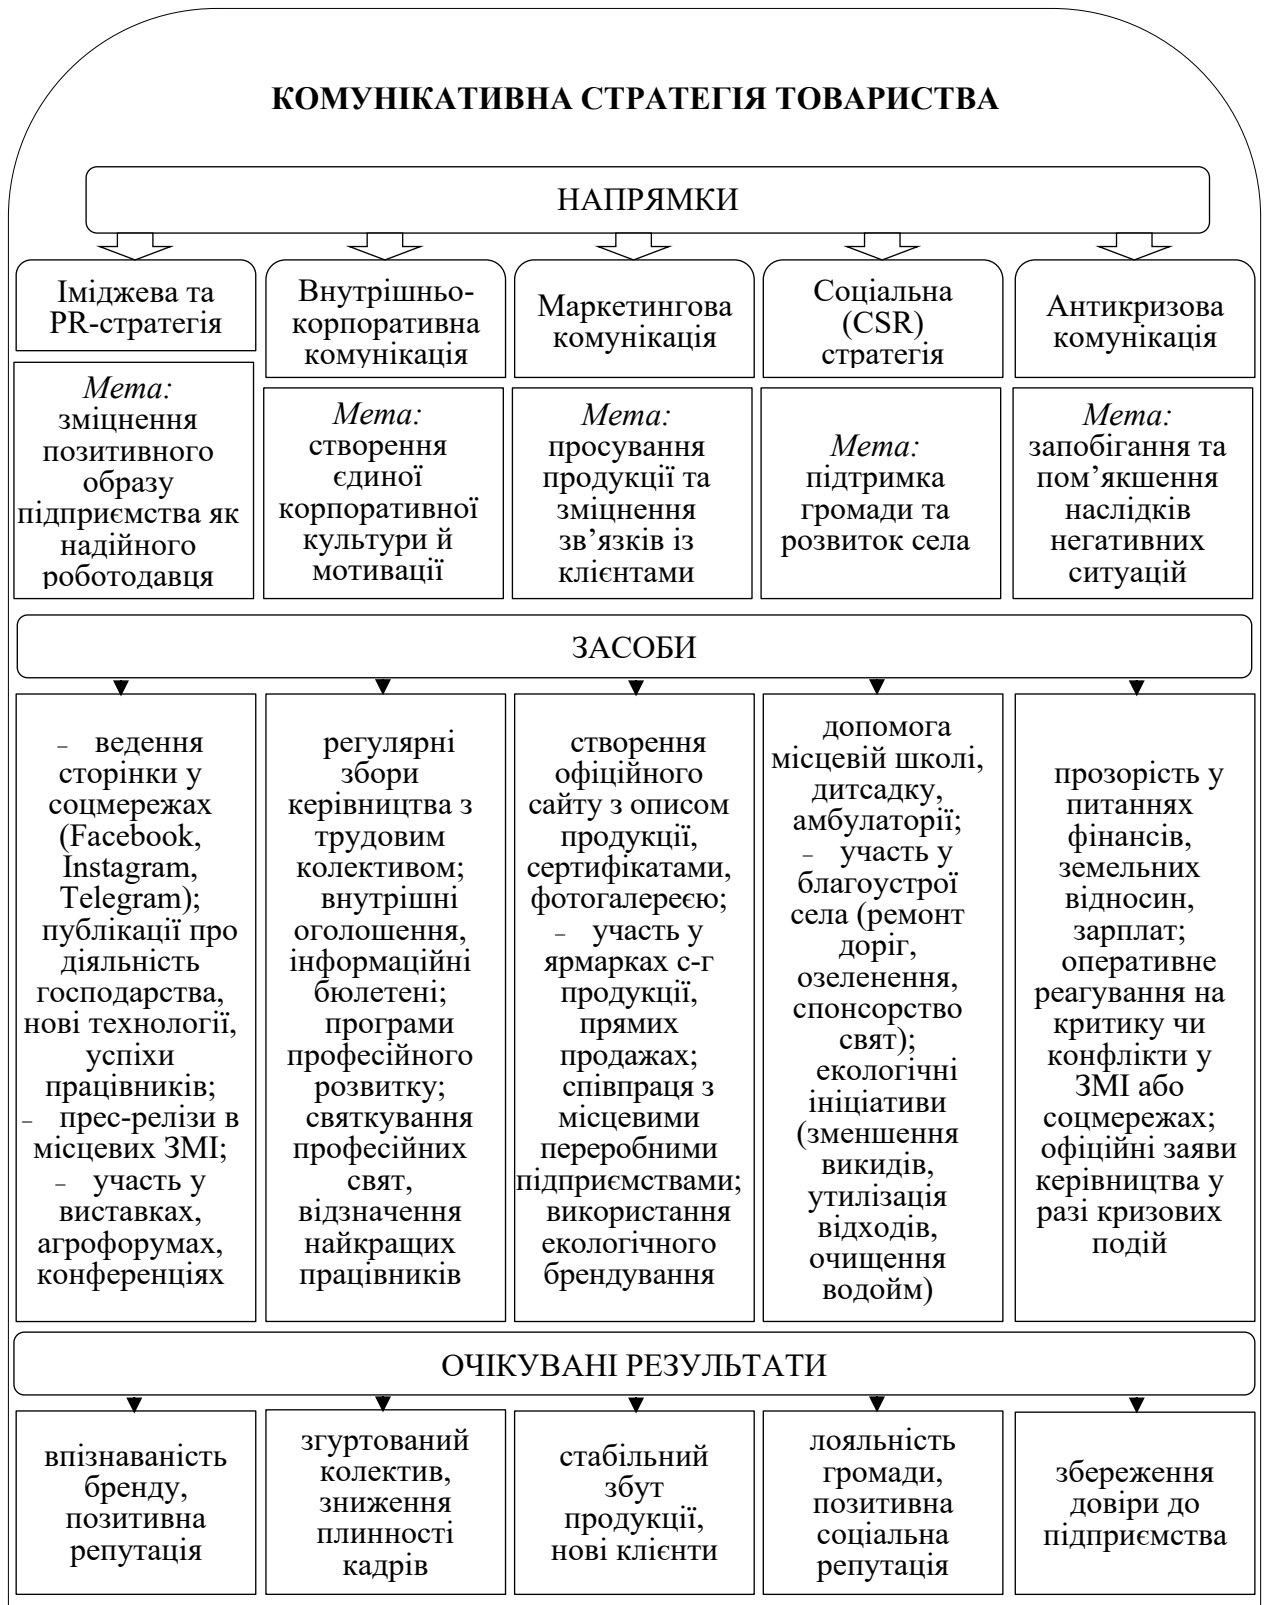 КОМУНІКАТИВНА СТРАТЕГІЯ ТОВАРИСТВА
НАПРЯМКИ
Іміджева та
PR-стратегія
Внутрішньо-
корпоративна
комунікація
Маркетингова
комунікація
Соціальна
(CSR)
стратегія
Антикризова
комунікація
Мета:
зміцнення
позитивного
образу
підприємства як
надійного
роботодавця
Мета:
створення
єдиної
корпоративної
культури й
мотивації
Мета:
просування
продукції та
зміцнення
зв’язків із
клієнтами
Мета:
підтримка
громади та
розвиток села
Мета:
запобігання та
пом’якшення
наслідків
негативних
ситуацій
ЗАСОБИ
– ведення
сторінки у
соцмережах
(Facebook,
Instagram,
Telegram);
публікації про
діяльність
господарства,
нові технології,
успіхи
працівників;
– прес-релізи в
місцевих ЗМІ;
– участь у
виставках,
агрофорумах,
конференціях
регулярні
збори
керівництва з
трудовим
колективом;
внутрішні
оголошення,
інформаційні
бюлетені;
програми
професійного
розвитку;
святкування
професійних
свят,
відзначення
найкращих
працівників
створення
офіційного
сайту з описом
продукції,
сертифікатами,
фотогалереєю;
– участь у
ярмарках с-г
продукції,
прямих
продажах;
співпраця з
місцевими
переробними
підприємствами;
використання
екологічного
брендування
допомога
місцевій школі,
дитсадку,
амбулаторії;
– участь у
благоустрої
села (ремонт
доріг,
озеленення,
спонсорство
свят);
екологічні
ініціативи
(зменшення
викидів,
утилізація
відходів,
очищення
водойм)
прозорість у
питаннях
фінансів,
земельних
відносин,
зарплат;
оперативне
реагування на
критику чи
конфлікти у
ЗМІ або
соцмережах;
офіційні заяви
керівництва у
разі кризових
подій
ОЧІКУВАНІ РЕЗУЛЬТАТИ
впізнаваність
бренду,
позитивна
репутація
згуртований
колектив,
зниження
плинності
кадрів
стабільний
збут
продукції,
нові клієнти
лояльність
громади,
позитивна
соціальна
репутація
збереження
довіри до
підприємства